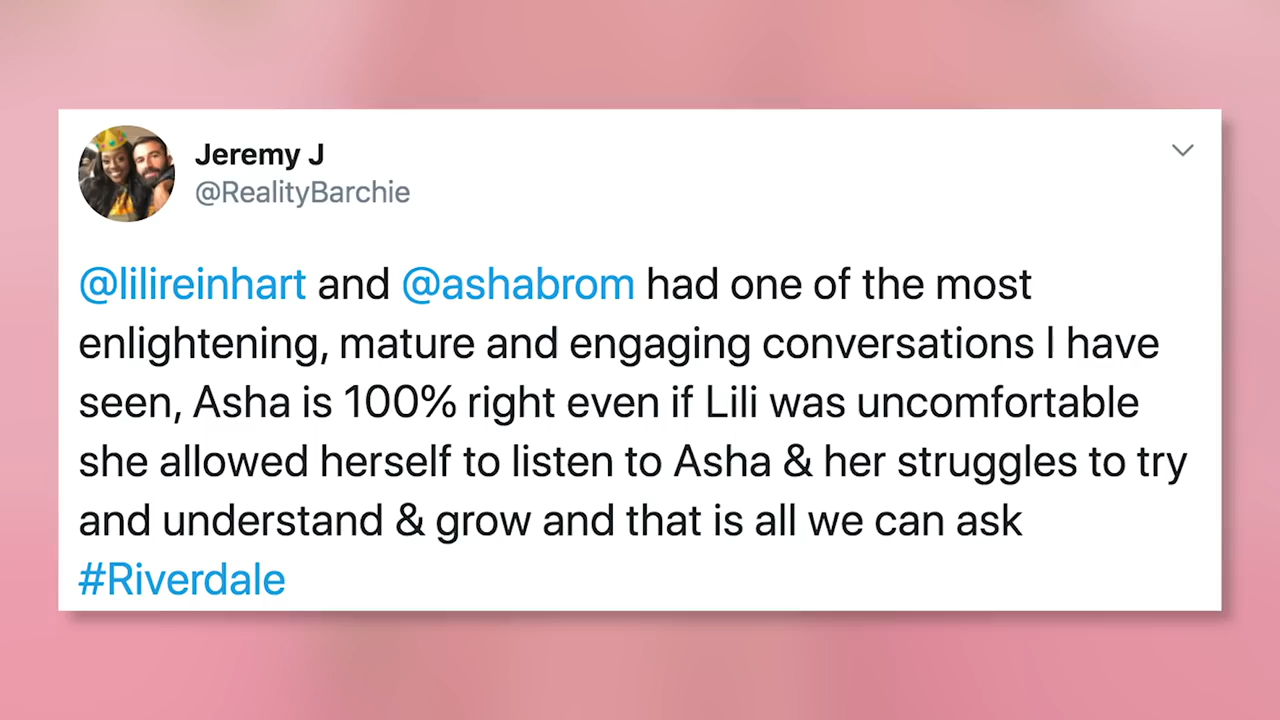 Jeremy J
@RealityBarchie
@lilireinhart and @ashabrom had one of the most
enlightening, mature and engaging conversations I have
seen, Asha is 100% right even if Lili was uncomfortable
she allowed herself to listen to Asha & her struggles to try
and understand & grow and that is all we can ask
#Riverdale